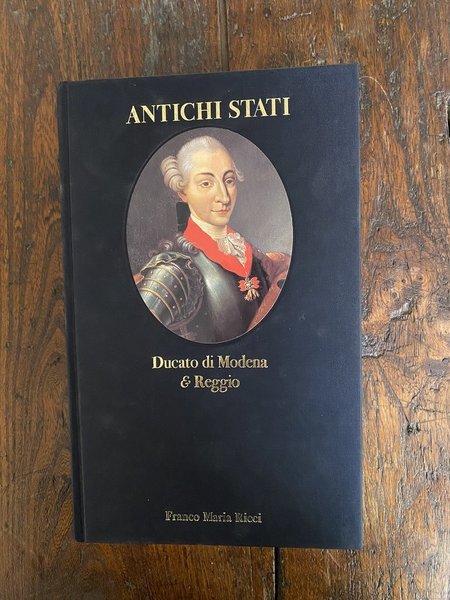 ANTICHI STATI
Ducato di Modena
& Reggio
Franco Maria Ricci